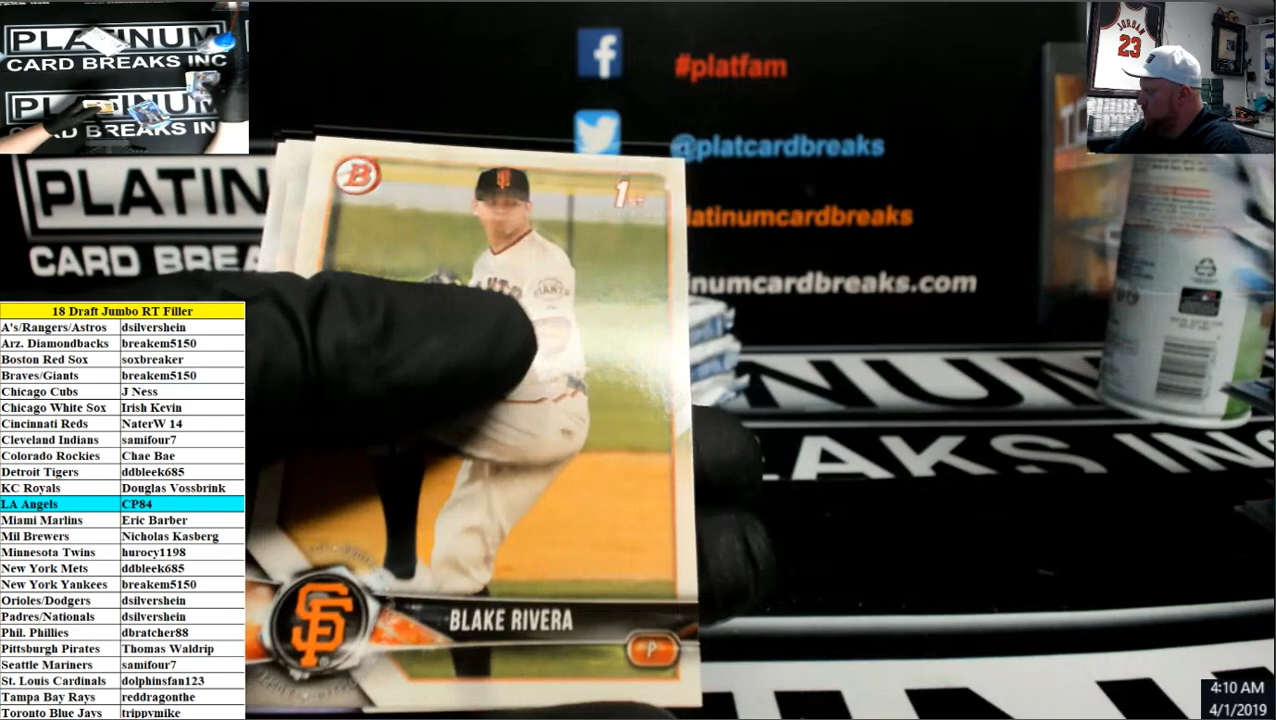 PLATINUM
CARD BREAKS INC
PLATINUM
CARD BREAKS IN
JORDAN
23
#platfam
@platcardbreaks
latinumcardbreaks
numcardbreaks.com
PLATIN
CARD BREA
B
1ST
GIANTS
SF
BLAKE RIVERA
P
NUM
AKS INC
18 Draft Jumbo RT Filler
A's/Rangers/Astros dsilvershein
Arz. Diamondbacks breakem5150
Boston Red Sox soxbreaker
Braves/Giants breakem5150
Chicago Cubs J Ness
Chicago White Sox Irish Kevin
Cincinnati Reds NaterW 14
Cleveland Indians samifour7
Colorado Rockies Chae Bae
Detroit Tigers ddbleek685
KC Royals Douglas Vossbrink
LA Angels CP84
Miami Marlins Eric Barber
Mil Brewers Nicholas Kasberg
Minnesota Twins hurocy1198
New York Mets ddbleek685
New York Yankees breakem5150
Orioles/Dodgers dsilvershein
Padres/Nationals dsilvershein
Phil. Phillies dbratcher88
Pittsburgh Pirates Thomas Waldrip
Seattle Mariners samifour7
St. Louis Cardinals dolphinsfan123
Tampa Bay Rays reddragonthe
Toronto Blue Jays trippymike
4:10 AM
4/1/2019